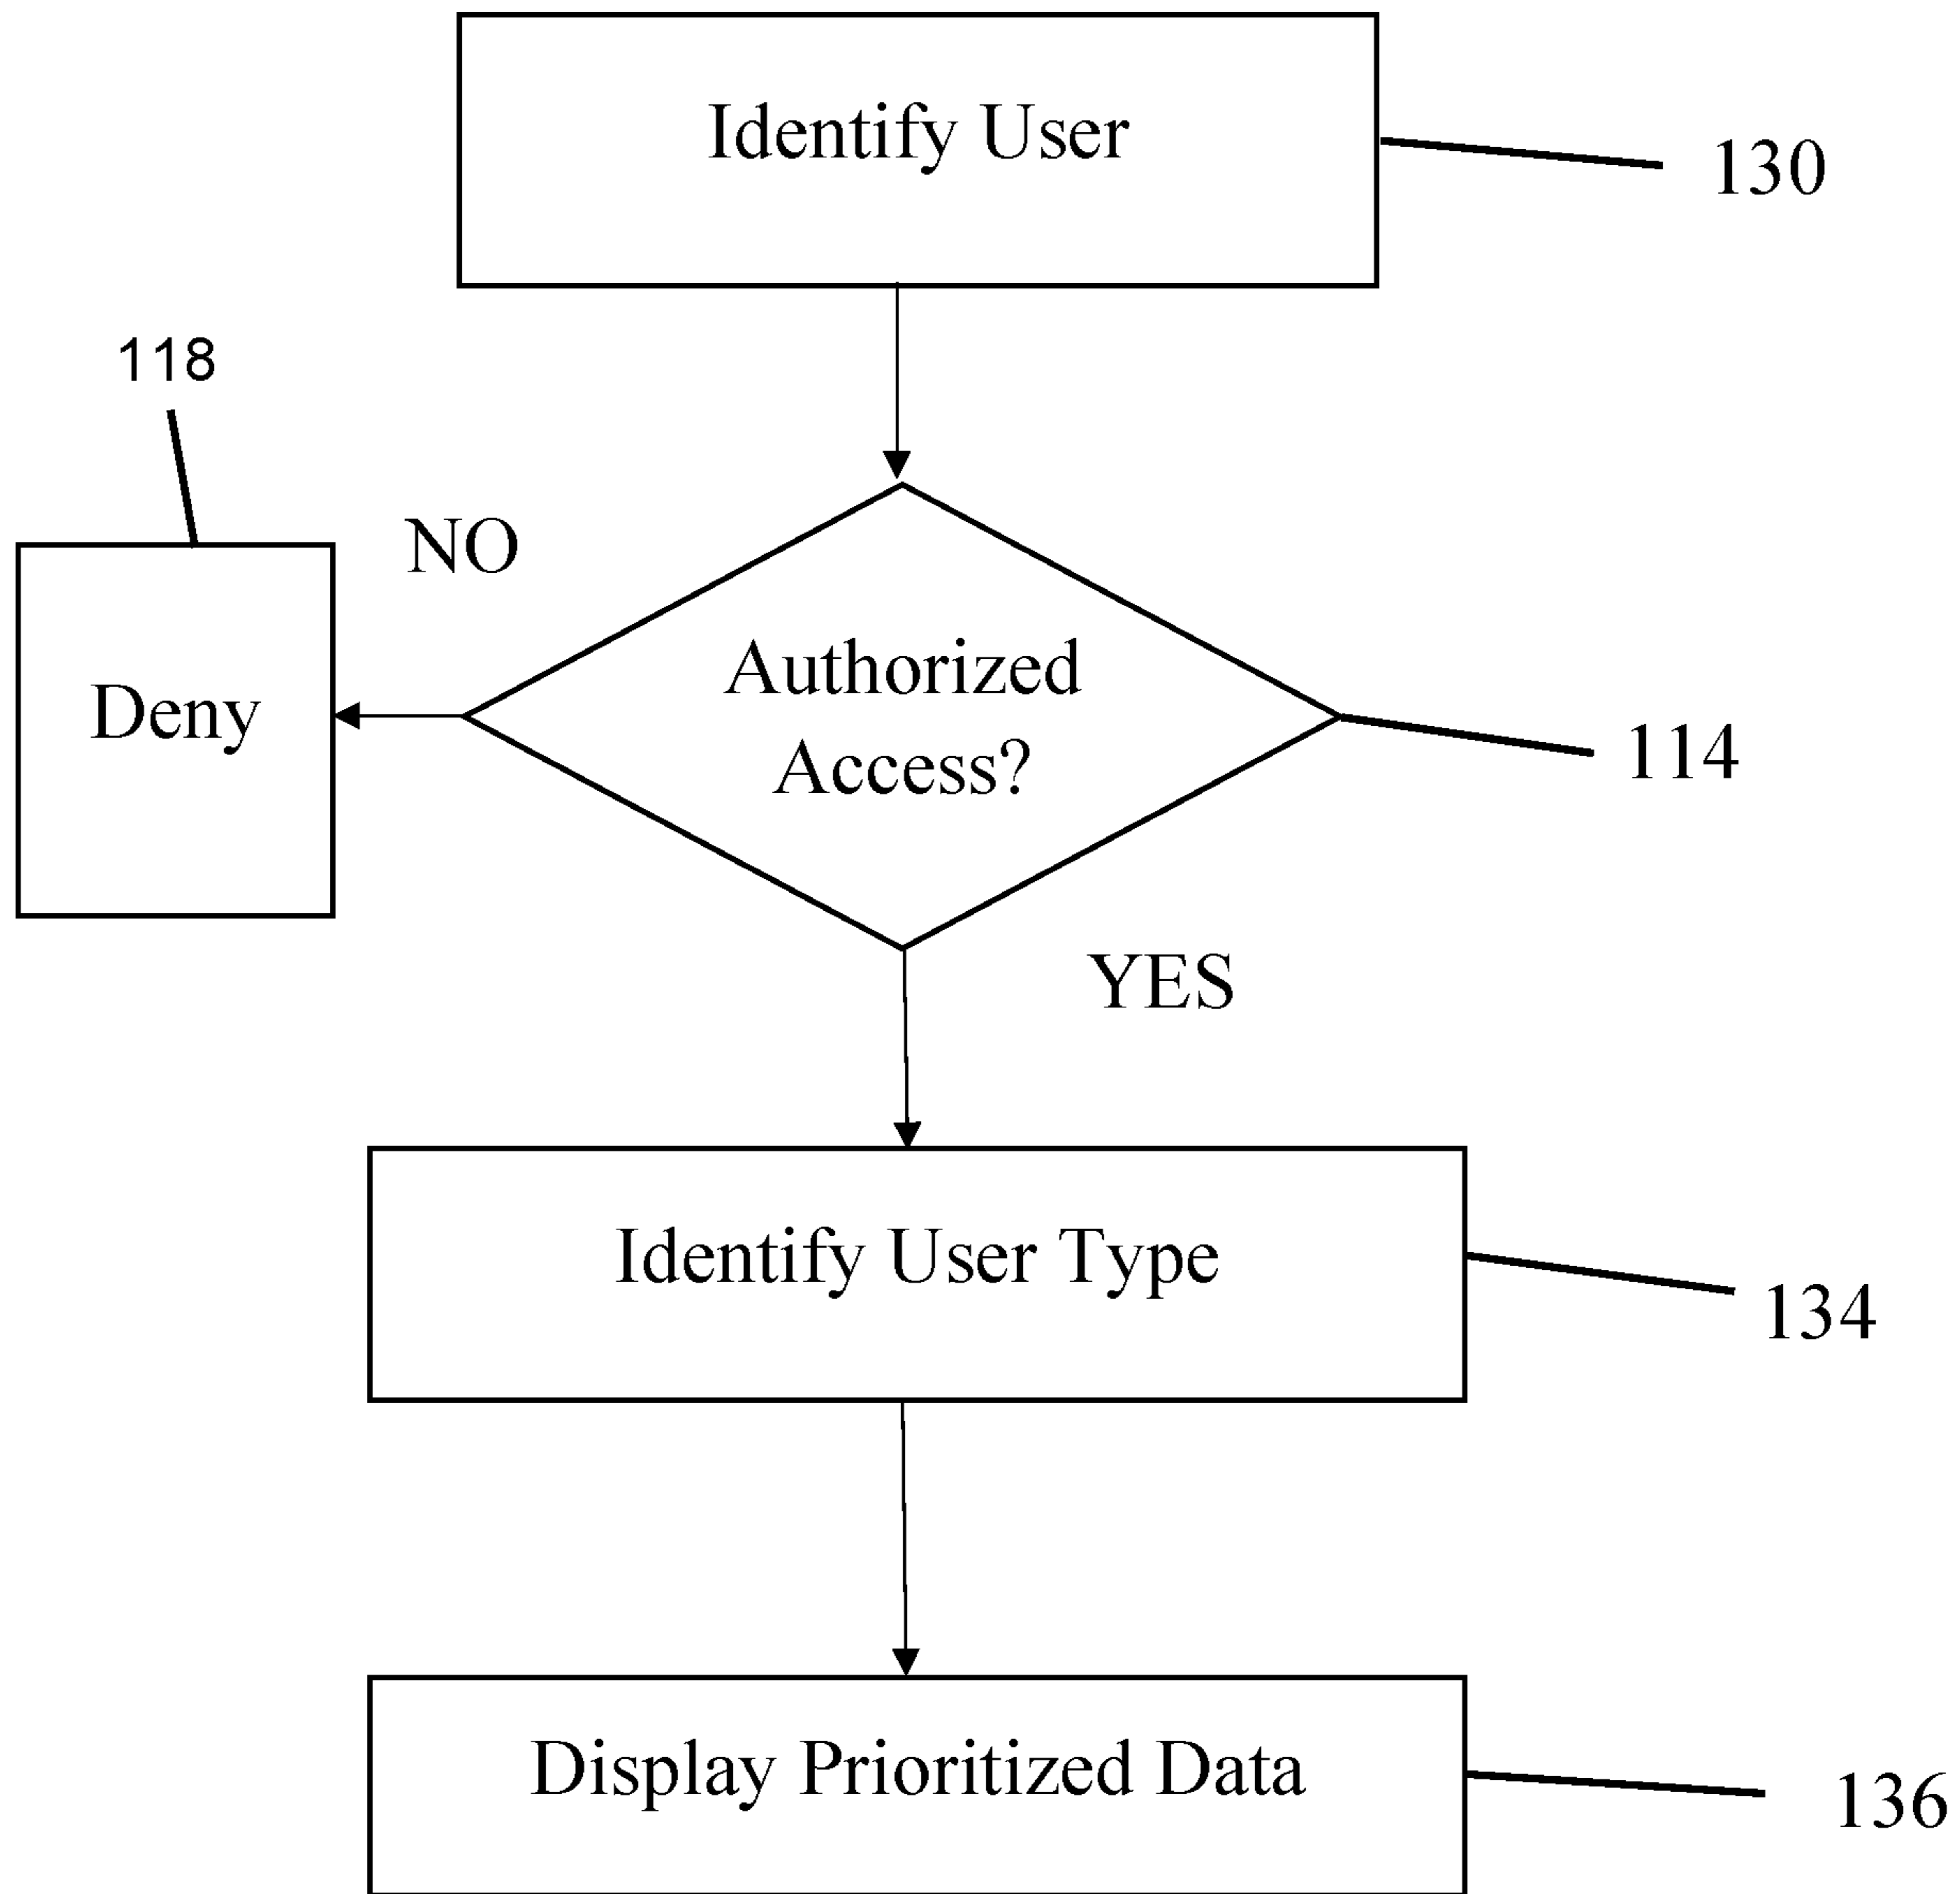 Identify User
130
118
NO
Authorized
Access?
Deny
114
YES
Identify User Type
134
Display Prioritized Data
136